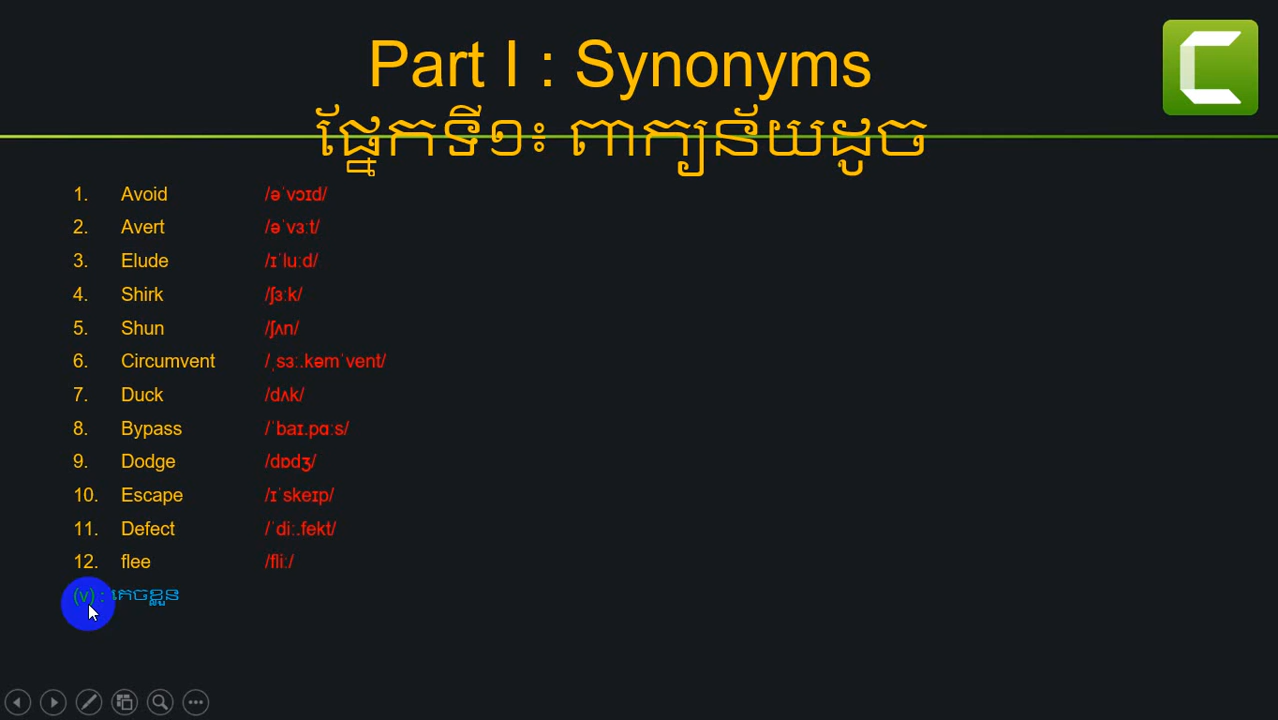 Part I : Synonyms
ផ្នែកទី១៖ ពាក្យន័យដូច
1. Avoid /əˈvɔɪd/
2. Avert /əˈvɜːt/
3. Elude /ɪˈluːd/
4. Shirk /ʃɜːk/
5. Shun /ʃʌn/
6. Circumvent /ˌsɜː.kəmˈvent/
7. Duck /dʌk/
8. Bypass /ˈbaɪ.pɑːs/
9. Dodge /dɒdʒ/
10. Escape /ɪˈskeɪp/
11. Defect /ˈdiː.fekt/
12. flee /fliː/
(v) : គេចខ្លួន